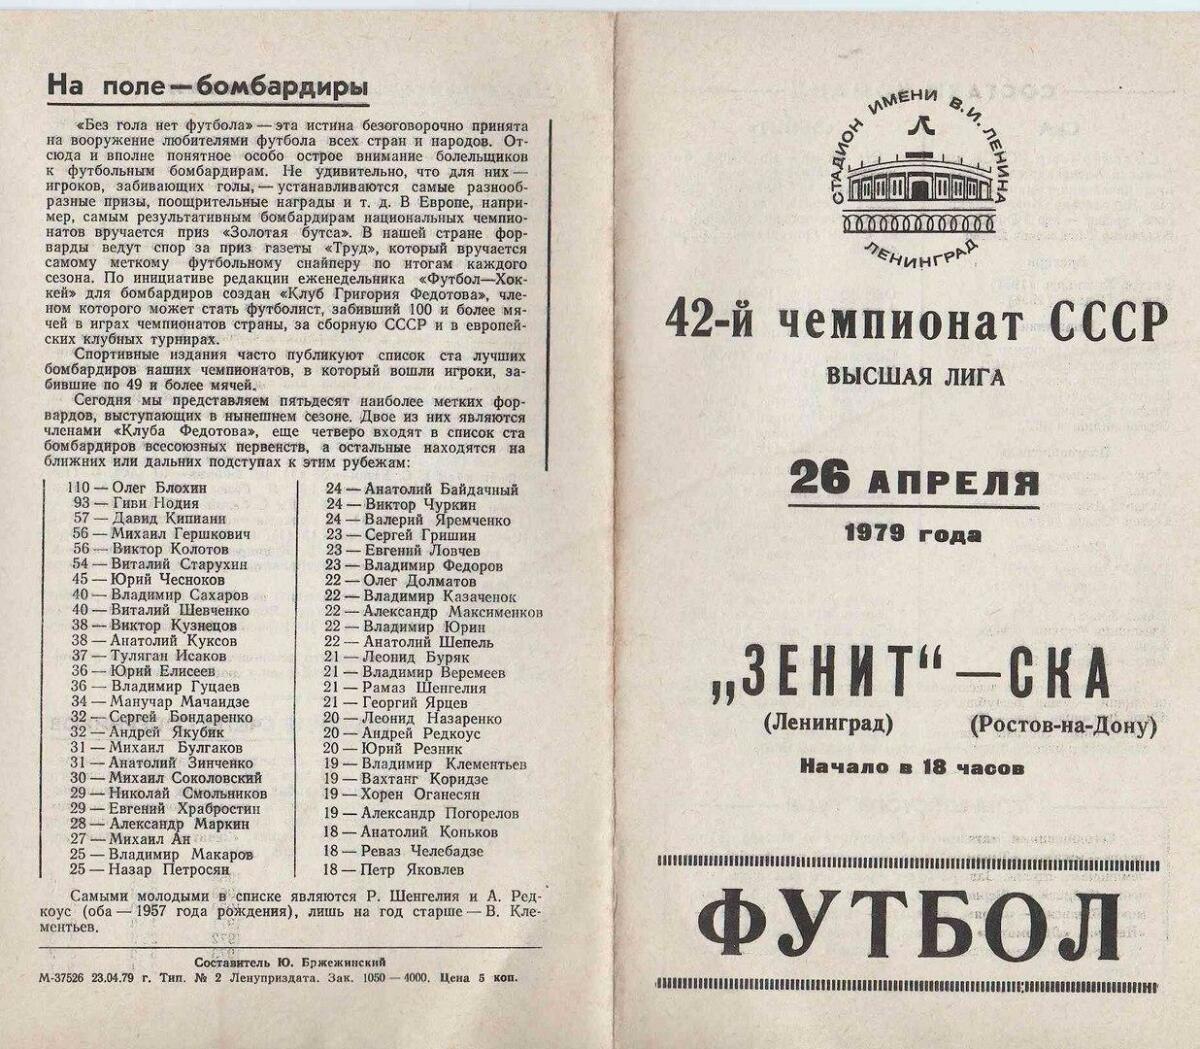 На поле—бомбардиры
«Без гола нет футбола» — эта истина безоговорочно принята
на вооружение любителями футбола всех стран и народов. От-
сюда и вполне понятное особо острое внимание болельщиков
к футбольным бомбардирам. Не удивительно, что для них —
игроков, забивающих голы, — устанавливаются самые разнооб-
разные призы, поощрительные награды и т. д. В Европе, напри-
мер, самым результативным бомбардирам национальных чемпио-
натов вручается приз «Золотая бутса». В нашей стране фор-
варды ведут спор за приз газеты «Труд», который вручается
самому меткому футбольному снайперу по итогам каждого
сезона. По инициативе редакции еженедельника «Футбол—Хок-
кей» для бомбардиров создан «Клуб Григория Федотова», чле-
ном которого может стать футболист, забивший 100 и более мя-
чей в играх чемпионатов страны, за сборную СССР и в европей-
ских клубных турнирах.
Спортивные издания часто публикуют список ста лучших
бомбардиров наших чемпионатов, в который вошли игроки, за-
бившие по 49 и более мячей.
Сегодня мы представляем пятьдесят наиболее метких фор-
вардов, выступающих в нынешнем сезоне. Двое из них являются
членами «Клуба Федотова», еще четверо входят в список ста
бомбардиров всесоюзных первенств, а остальные находятся на
ближних или дальних подступах к этим рубежам:
110 — Олег Блохин
93 — Гиви Нодия
57 — Давид Кипиани
56 — Михаил Гершкович
56 — Виктор Колотов
54 — Виталий Старухин
45 — Юрий Чесноков
40 — Владимир Сахаров
40 — Виталий Шевченко
38 — Виктор Кузнецов
38 — Анатолий Куксов
37 — Туляган Исаков
36 — Юрий Елисеев
36 — Владимир Гуцаев
34 — Манучар Мачаидзе
32 — Сергей Бондаренко
32 — Андрей Якубик
31 — Михаил Булгаков
31 — Анатолий Зинченко
30 — Михаил Соколовский
29 — Николай Смольников
29 — Евгений Храбростин
28 — Александр Маркин
27 — Михаил Ан
25 — Владимир Макаров
25 — Назар Петросян
24 — Анатолий Байдачный
24 — Виктор Чуркин
24 — Валерий Яремченко
23 — Сергей Гришин
23 — Евгений Ловчев
23 — Владимир Федоров
22 — Олег Долматов
22 — Владимир Казаченок
22 — Александр Максименков
22 — Владимир Юрин
22 — Анатолий Шепель
21 — Леонид Буряк
21 — Владимир Веремеев
21 — Рамаз Шенгелия
21 — Георгий Ярцев
20 — Леонид Назаренко
20 — Андрей Редкоус
20 — Юрий Резник
19 — Владимир Клементьев
19 — Вахтанг Коридзе
19 — Хорен Оганесян
19 — Александр Погорелов
18 — Анатолий Коньков
18 — Реваз Челебадзе
18 — Петр Яковлев
Самыми молодыми в списке являются Р. Шенгелия и А. Ред-
коус (оба — 1957 года рождения), лишь на год старше — В. Кле-
ментьев.
Составитель Ю. Бржежинский
М-37526 23.04.79 г. Тип. № 2 Ленуприздата. Зак. 1050 — 4000. Цена 5 коп.
СТАДИОН ИМЕНИ В.И.ЛЕНИНА
ЛЕНИНГРАД
42-й чемпионат СССР
ВЫСШАЯ ЛИГА
26 АПРЕЛЯ
1979 года
„ЗЕНИТ“ — СКА
(Ленинград) (Ростов-на-Дону)
Начало в 18 часов
ФУТБОЛ